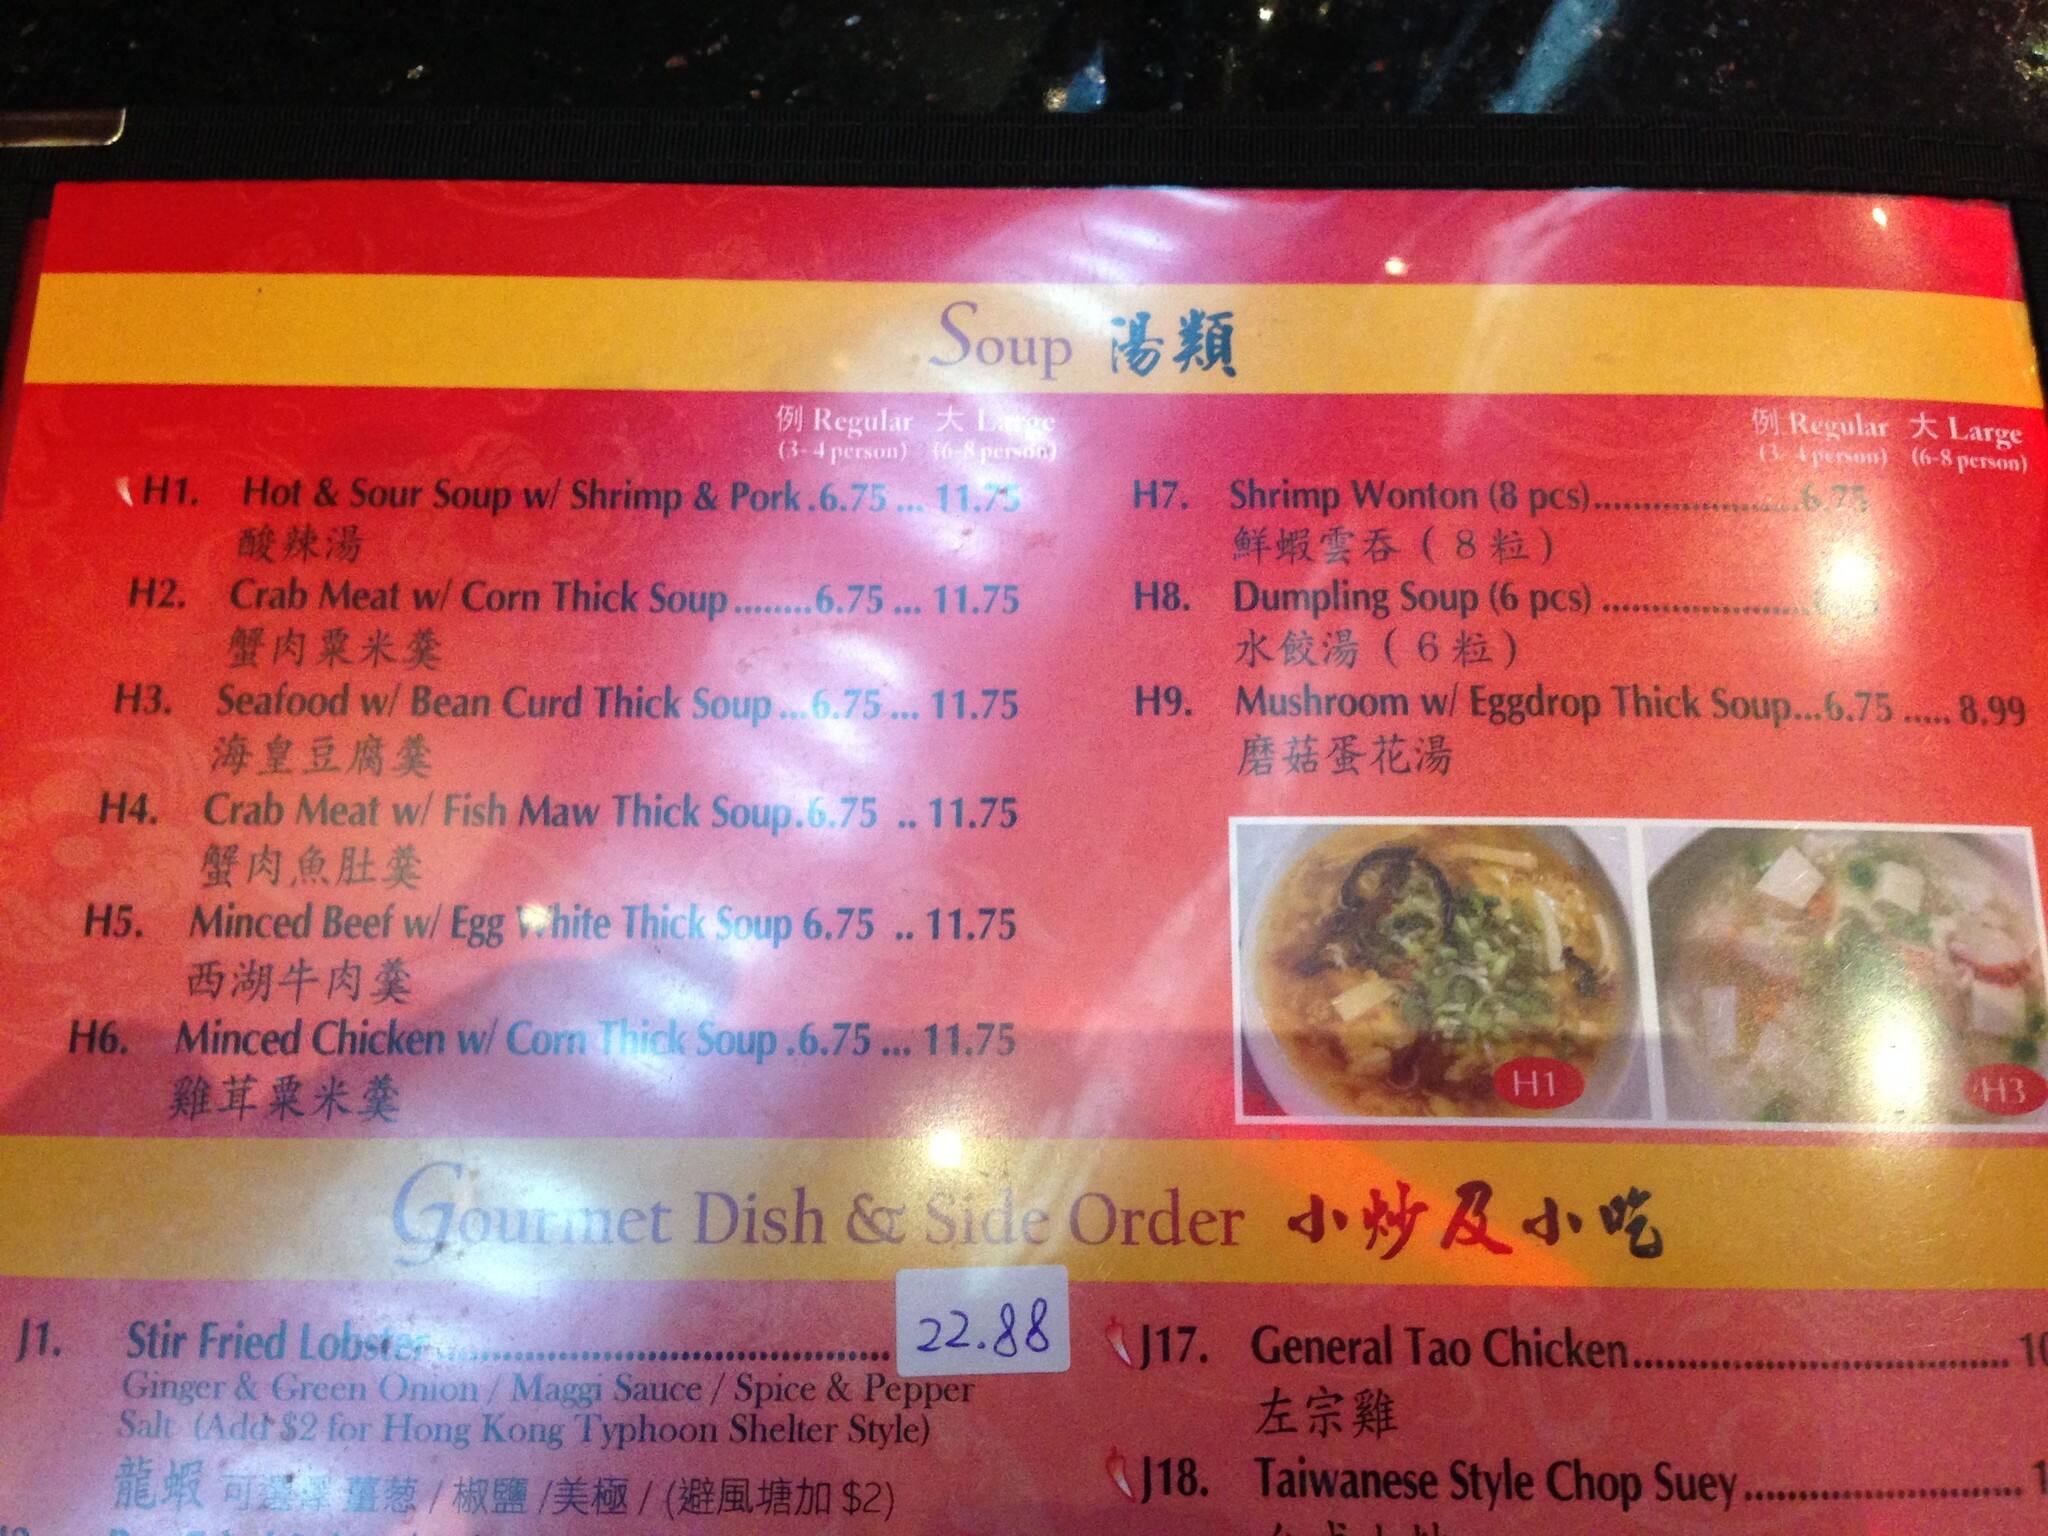 Soup 湯類
例 Regular 大 Large
(3-4 person) (6-8 person)
H1. Hot & Sour Soup w/ Shrimp & Pork.6.75 ... 11.75
酸辣湯
H2. Crab Meat w/ Corn Thick Soup.........6.75 ... 11.75
蟹肉粟米羹
H3. Seafood w/ Bean Curd Thick Soup...6.75 ... 11.75
海皇豆腐羹
H4. Crab Meat w/ Fish Maw Thick Soup.6.75 .. 11.75
蟹肉魚肚羹
H5. Minced Beef w/ Egg White Thick Soup 6.75 .. 11.75
西湖牛肉羹
H6. Minced Chicken w/ Corn Thick Soup .6.75 ... 11.75
雞茸粟米羹
例 Regular 大 Large
(3-4 person) (6-8 person)
H7. Shrimp Wonton (8 pcs)......................6.75
鮮蝦雲吞 ( 8 粒 )
H8. Dumpling Soup (6 pcs) ......................
水餃湯 ( 6 粒 )
H9. Mushroom w/ Eggdrop Thick Soup...6.75 ..... 8.99
磨菇蛋花湯
H1
H3
Gourmet Dish & Side Order 小炒及小吃
J1. Stir Fried Lobster............................................ 22.88
Ginger & Green Onion / Maggi Sauce / Spice & Pepper
Salt (Add $2 for Hong Kong Typhoon Shelter Style)
龍蝦 可選擇 薑葱 / 椒鹽 /美極 / (避風塘加 $2)
J17. General Tao Chicken......................................
左宗雞
J18. Taiwanese Style Chop Suey............................